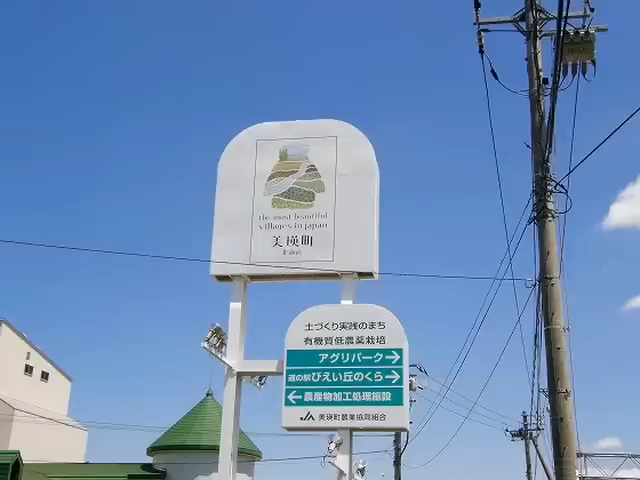 the most beautiful
villages in japan
美瑛町
北海道
土づくり実践のまち
有機質低農薬栽培
アグリパーク
道の駅びえい丘のくら
農産物加工処理施設
JA 美瑛町農業協同組合